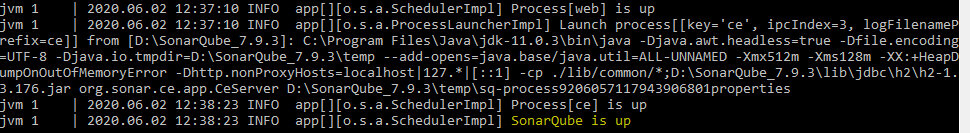 jvm 1    | 2020.06.02 12:37:10 INFO  app[][o.s.a.SchedulerImpl] Process[web] is up
jvm 1    | 2020.06.02 12:37:10 INFO  app[][o.s.a.ProcessLauncherImpl] Launch process[[key='ce', ipcIndex=3, logFilenameP
refix=ce]] from [D:\SonarQube_7.9.3]: C:\Program Files\Java\jdk-11.0.3\bin\java -Djava.awt.headless=true -Dfile.encoding
=UTF-8 -Djava.io.tmpdir=D:\SonarQube_7.9.3\temp --add-opens=java.base/java.util=ALL-UNNAMED -Xmx512m -Xms128m -XX:+HeapD
umpOnOutOfMemoryError -Dhttp.nonProxyHosts=localhost|127.*|[::1] -cp ./lib/common/*;D:\SonarQube_7.9.3\lib\jdbc\h2\h2-1.
3.176.jar org.sonar.ce.app.CeServer D:\SonarQube_7.9.3\temp\sq-process9206057117943906801properties
jvm 1    | 2020.06.02 12:38:23 INFO  app[][o.s.a.SchedulerImpl] Process[ce] is up
jvm 1    | 2020.06.02 12:38:23 INFO  app[][o.s.a.SchedulerImpl] SonarQube is up